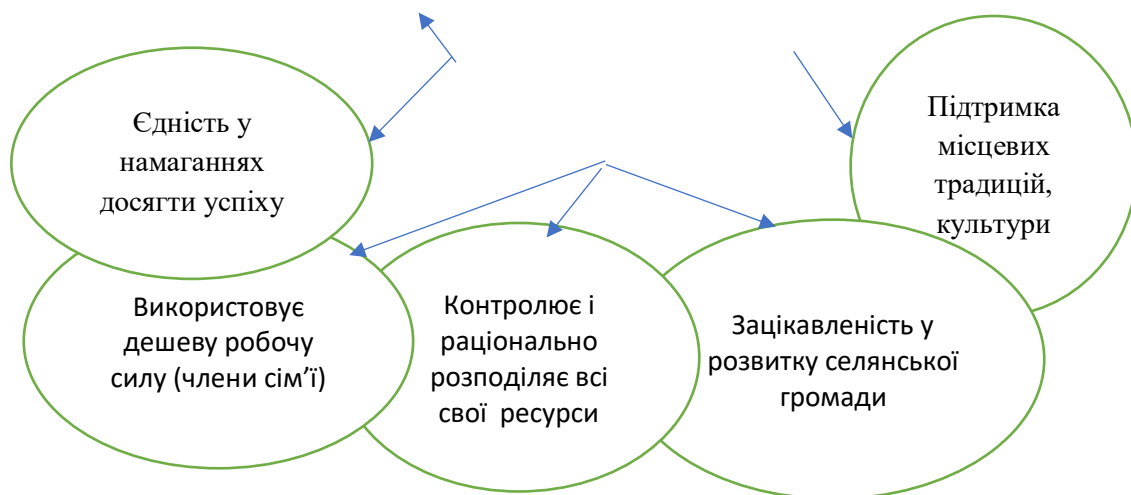 Єдність у
намаганнях
досягти успіху
Підтримка
місцевих
традицій,
культури
Використовує
дешеву робочу
силу (члени сім’ї)
Контролює і
раціонально
розподіляє всі
свої ресурси
Зацікавленість у
розвитку селянської
громади